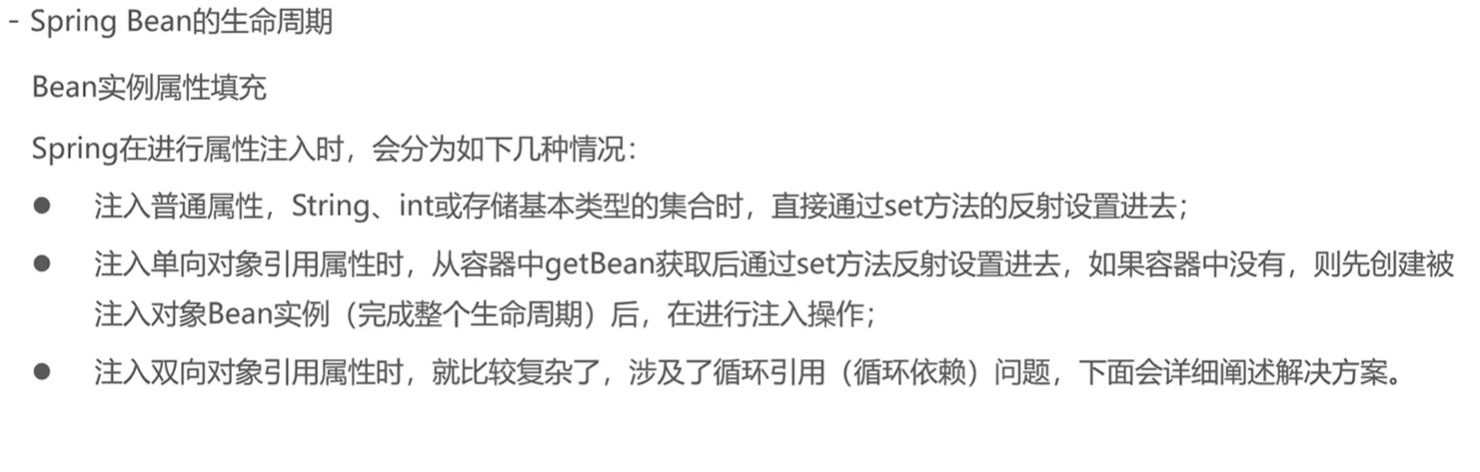 - Spring Bean的生命周期
Bean实例属性填充
Spring在进行属性注入时，会分为如下几种情况：
● 注入普通属性，String、int或存储基本类型的集合时，直接通过set方法的反射设置进去；
● 注入单向对象引用属性时，从容器中getBean获取后通过set方法反射设置进去，如果容器中没有，则先创建被
注入对象Bean实例（完成整个生命周期）后，在进行注入操作；
● 注入双向对象引用属性时，就比较复杂了，涉及了循环引用（循环依赖）问题，下面会详细阐述解决方案。